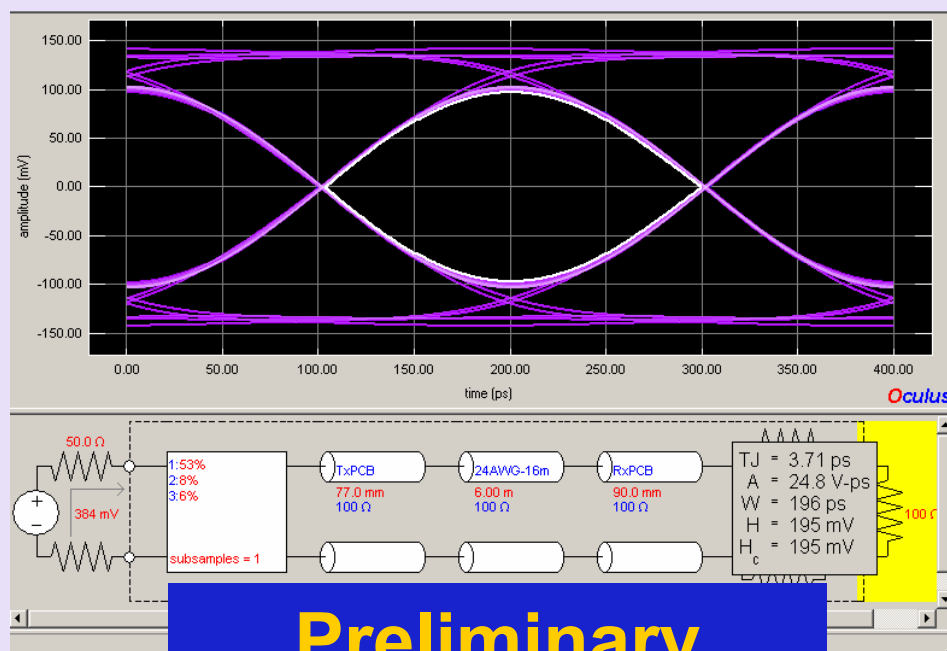 150.00
100.00
50.00
0.00
-50.00
-100.00
-150.00
amplitude (mV)
0.00 50.00 100.00 150.00 200.00 250.00 300.00 350.00 400.00
time (ps)
Oculus
50.0 Ω
384 mV
1:53%
2:8%
3:6%
subsamples = 1
TxPCB
77.0 mm
100 Ω
24AWG-16m
6.00 m
100 Ω
RxPCB
90.0 mm
100 Ω
TJ = 3.71 ps
A = 24.8 V-ps
W = 196 ps
H = 195 mV
Hc = 195 mV
100 Ω
Preliminary